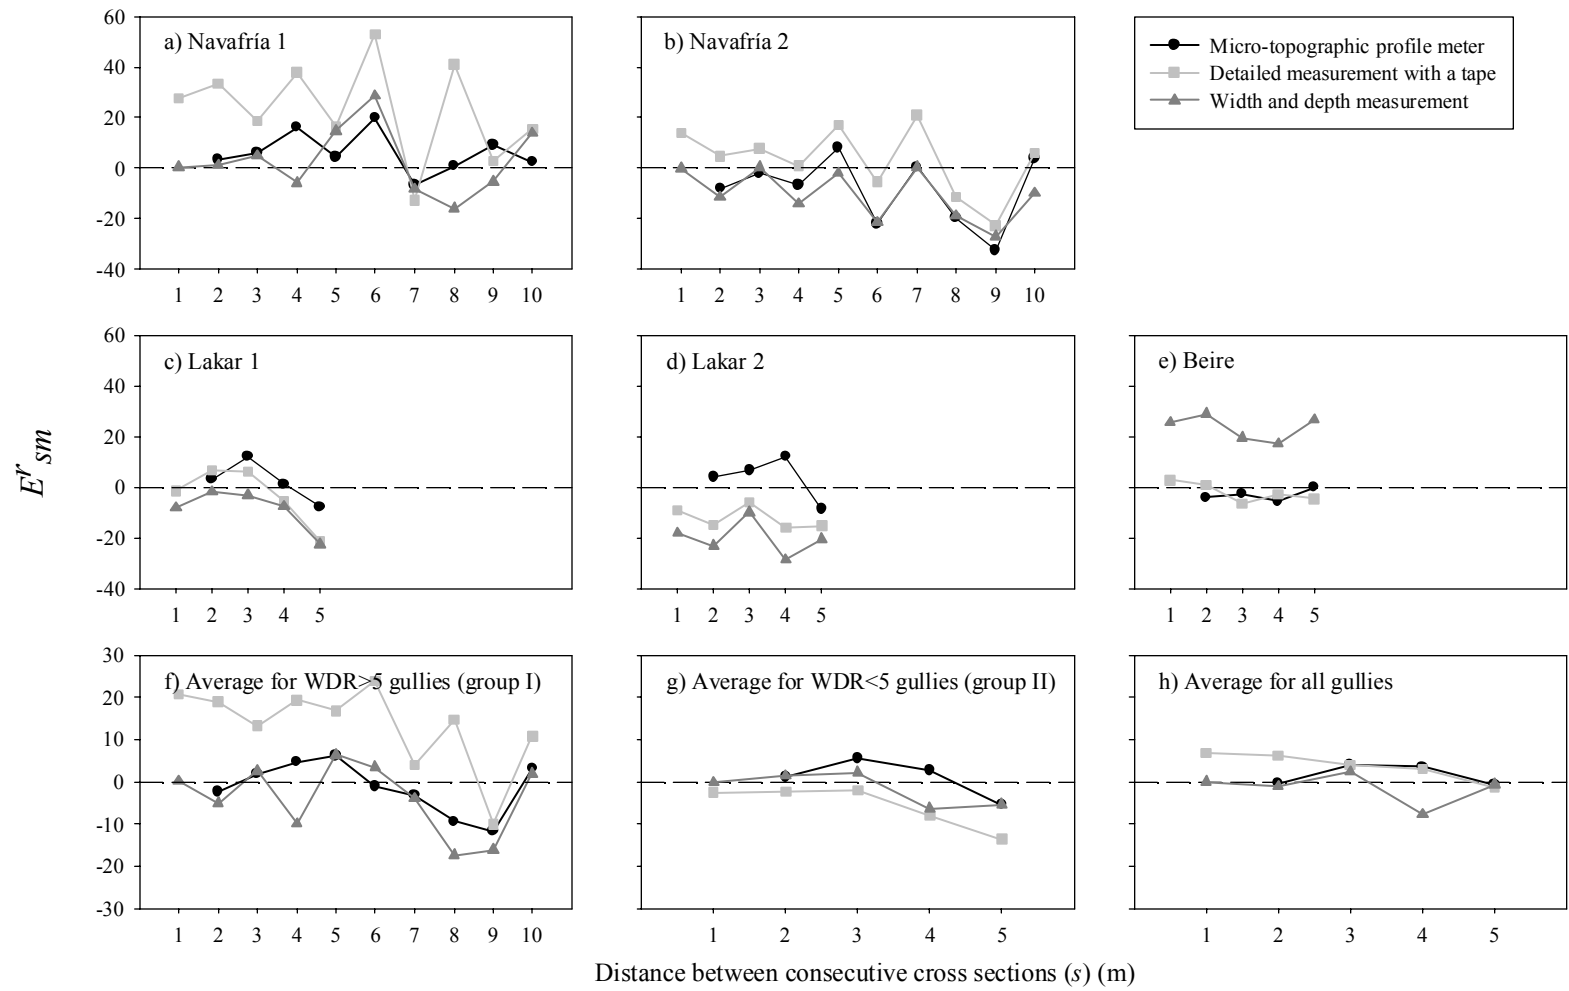 a) Navafría 1
60
40
20
0
-20
-40
1 2 3 4 5 6 7 8 9 10
b) Navafría 2
1 2 3 4 5 6 7 8 9 10
Micro-topographic profile meter
Detailed measurement with a tape
Width and depth measurement
E^r_sm
c) Lakar 1
60
40
20
0
-20
-40
1 2 3 4 5
d) Lakar 2
1 2 3 4 5
e) Beire
1 2 3 4 5
f) Average for WDR>5 gullies (group I)
30
20
10
0
-10
-20
-30
1 2 3 4 5 6 7 8 9 10
g) Average for WDR<5 gullies (group II)
1 2 3 4 5
h) Average for all gullies
1 2 3 4 5
Distance between consecutive cross sections (s) (m)